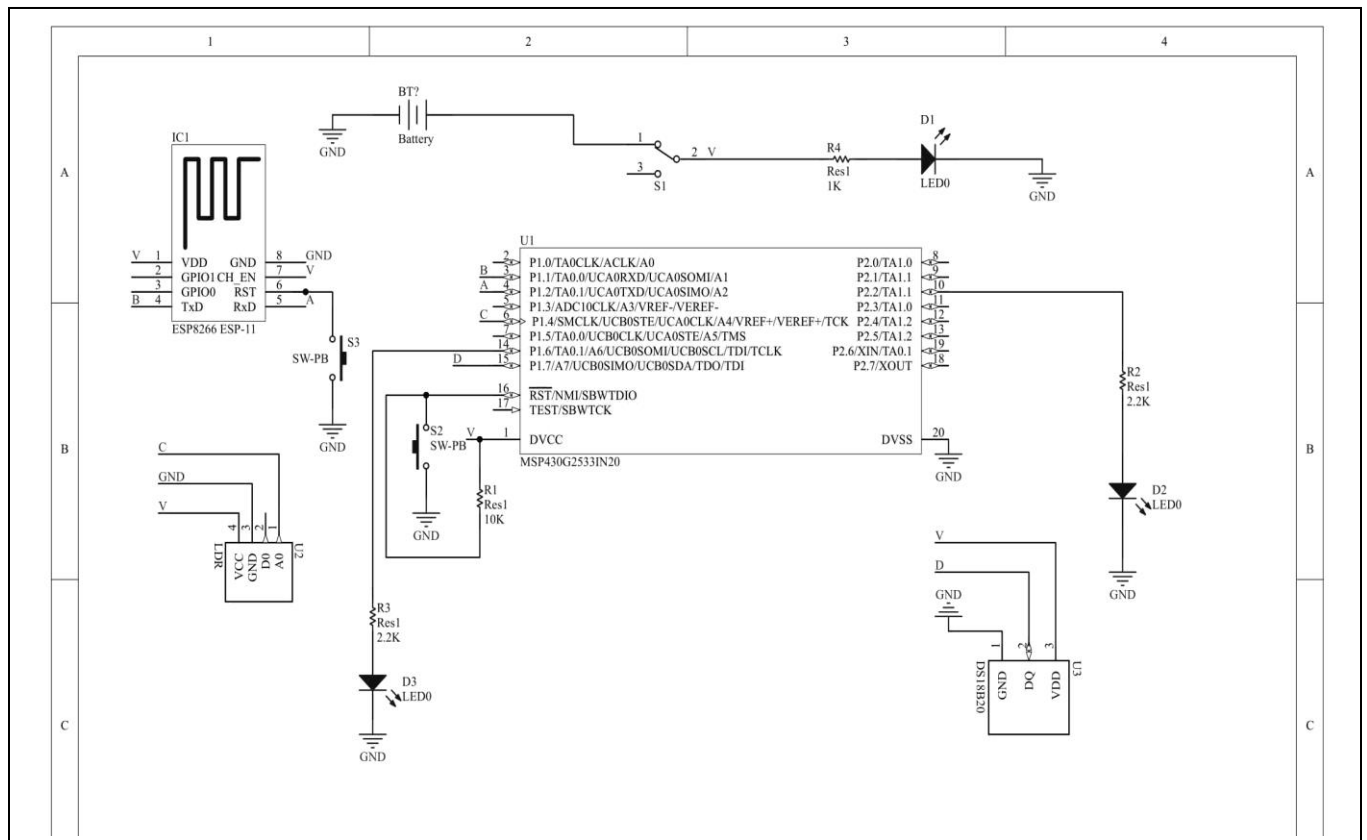 1 2 3 4
A
B
C
A
B
C
BT?
Battery
GND
1
2 V
3
S1
R4
Res1
1K
D1
LED0
GND
IC1
V 1 VDD GND 8 GND
2 GPIO1 CH_EN 7 V
3 GPIO0 RST 6
B 4 TxD RxD 5 A
ESP8266 ESP-11
S3
SW-PB
GND
U1
2 P1.0/TA0CLK/ACLK/A0 P2.0/TA1.0 8
B 3 P1.1/TA0.0/UCA0RXD/UCA0SOMI/A1 P2.1/TA1.1 9
A 4 P1.2/TA0.1/UCA0TXD/UCA0SIMO/A2 P2.2/TA1.1 10
5 P1.3/ADC10CLK/A3/VREF-/VEREF- P2.3/TA1.0 11
C 6 P1.4/SMCLK/UCB0STE/UCA0CLK/A4/VREF+/VEREF+/TCK P2.4/TA1.2 12
7 P1.5/TA0.0/UCB0CLK/UCA0STE/A5/TMS P2.5/TA1.2 13
14 P1.6/TA0.1/A6/UCB0SOMI/UCB0SCL/TDI/TCLK P2.6/XIN/TA0.1 19
D 15 P1.7/A7/UCB0SIMO/UCB0SDA/TDO/TDI P2.7/XOUT 18
16 RST/NMI/SBWTDIO
17 TEST/SBWTCK
V 1 DVCC DVSS 20
MSP430G2533IN20
GND
S2
SW-PB
GND
R1
Res1
10K
R2
Res1
2.2K
D2
LED0
GND
C
GND
V
4 3 2 1
VCC GND D0 A0
LDR
U2
R3
Res1
2.2K
D3
LED0
GND
V
D
GND
1 2 3
GND DQ VDD
DS18B20
U3